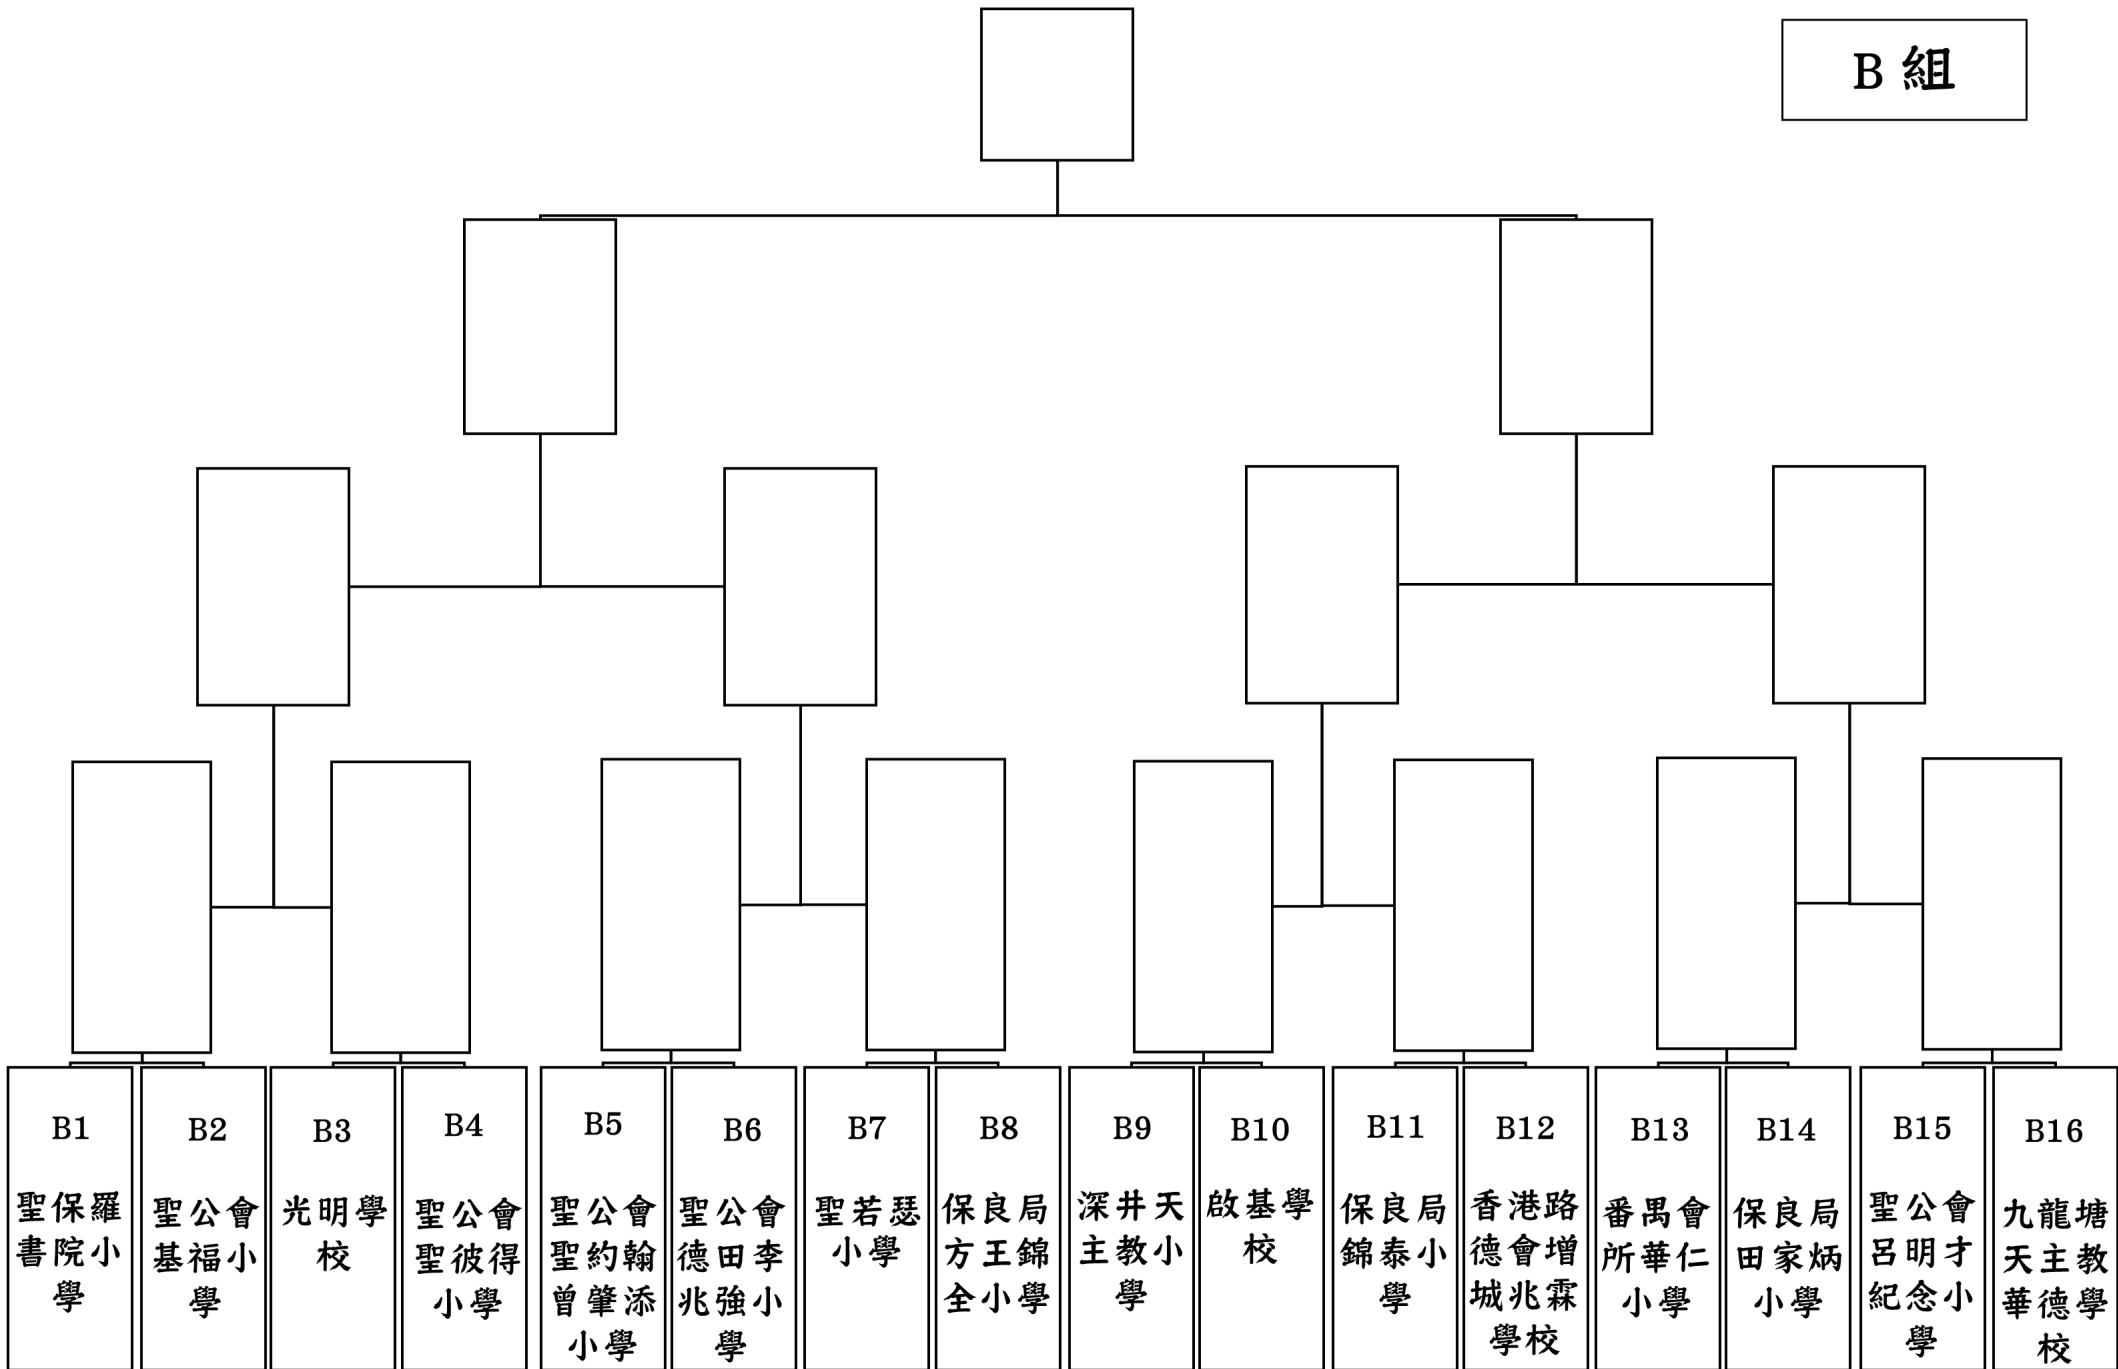 B 組
B1
聖保羅
書院小
學
B2
聖公會
基福小
學
B3
光明學
校
B4
聖公會
聖彼得
小學
B5
聖公會
聖約翰
曾肇添
小學
B6
聖公會
德田李
兆強小
學
B7
聖若瑟
小學
B8
保良局
方王錦
全小學
B9
深井天
主教小
學
B10
啟基學
校
B11
保良局
錦泰小
學
B12
香港路
德會增
城兆霖
學校
B13
番禺會
所華仁
小學
B14
保良局
田家炳
小學
B15
聖公會
呂明才
紀念小
學
B16
九龍塘
天主教
華德學
校